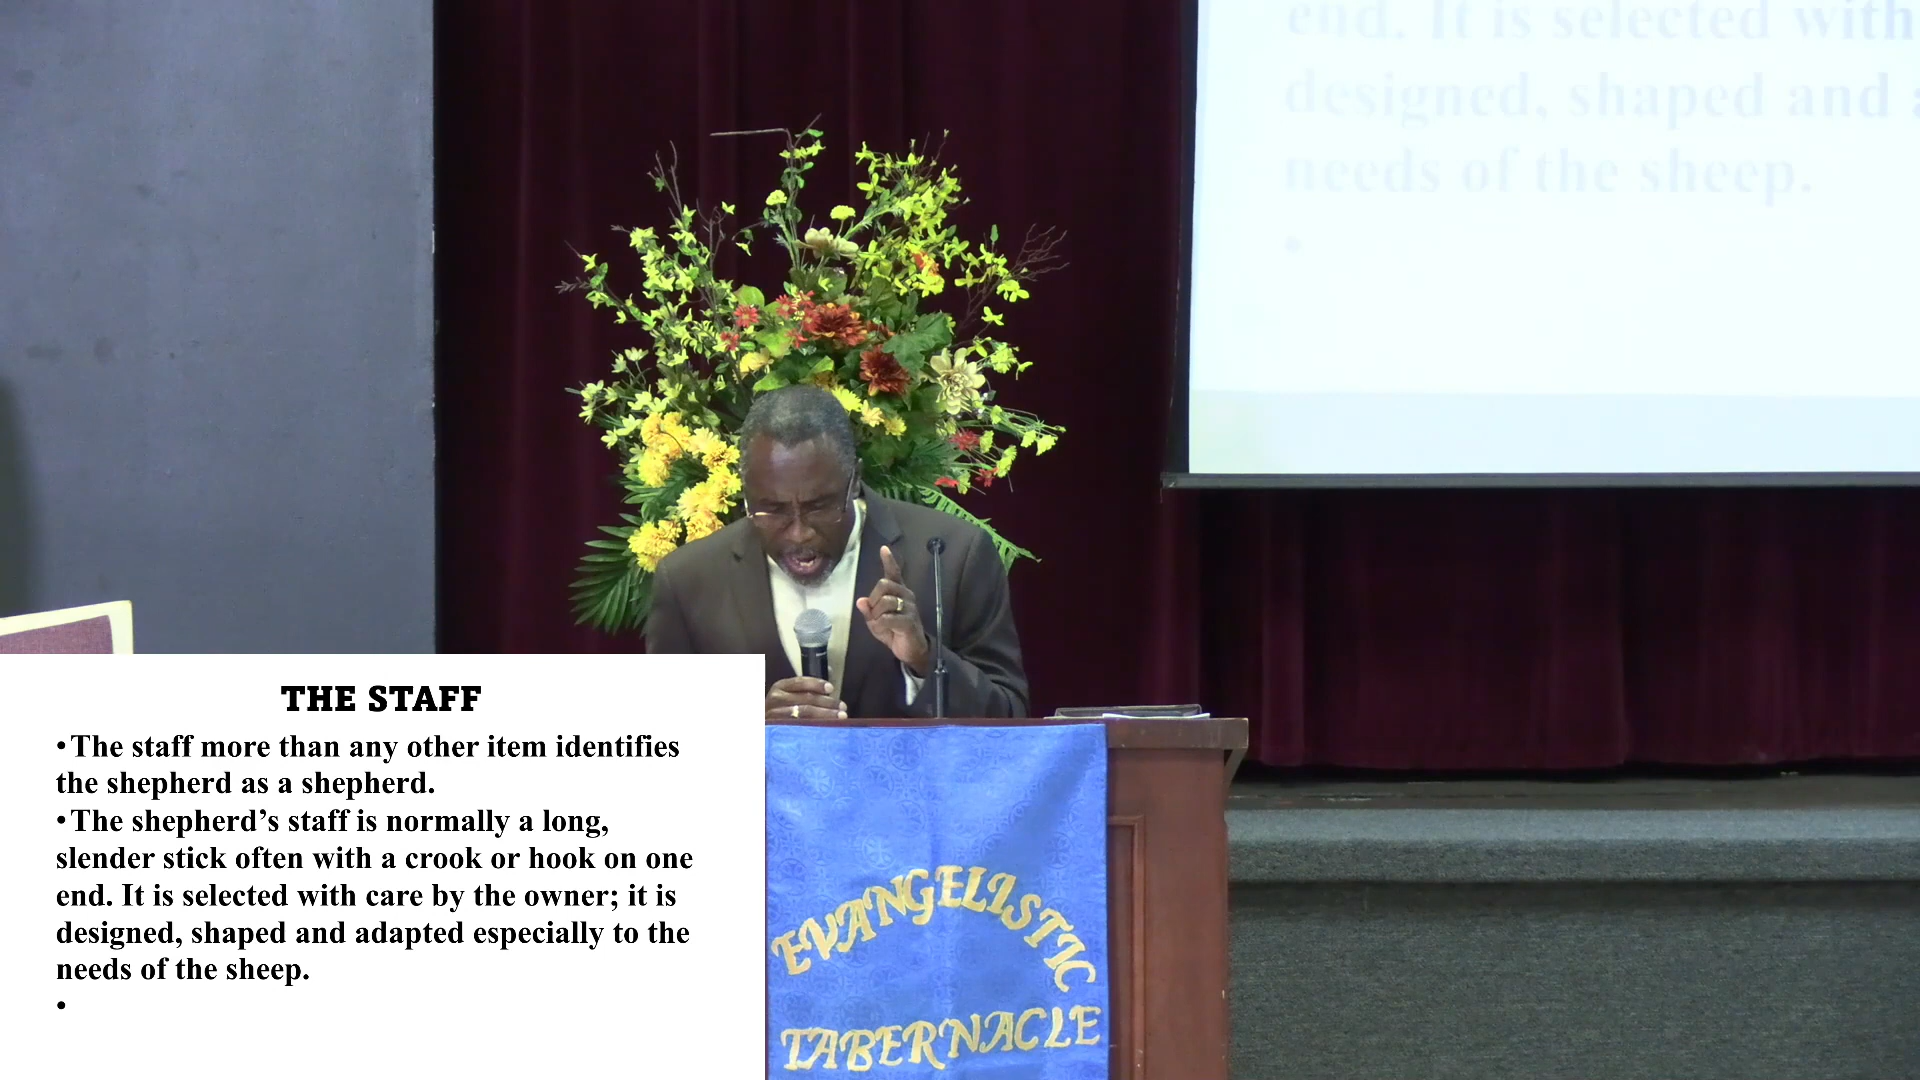 end. It is selected with
designed, shaped and a
needs of the sheep.
•
THE STAFF
•The staff more than any other item identifies
the shepherd as a shepherd.
•The shepherd’s staff is normally a long,
slender stick often with a crook or hook on one
end. It is selected with care by the owner; it is
designed, shaped and adapted especially to the
needs of the sheep.
•
EVANGELISTIC
TABERNACLE